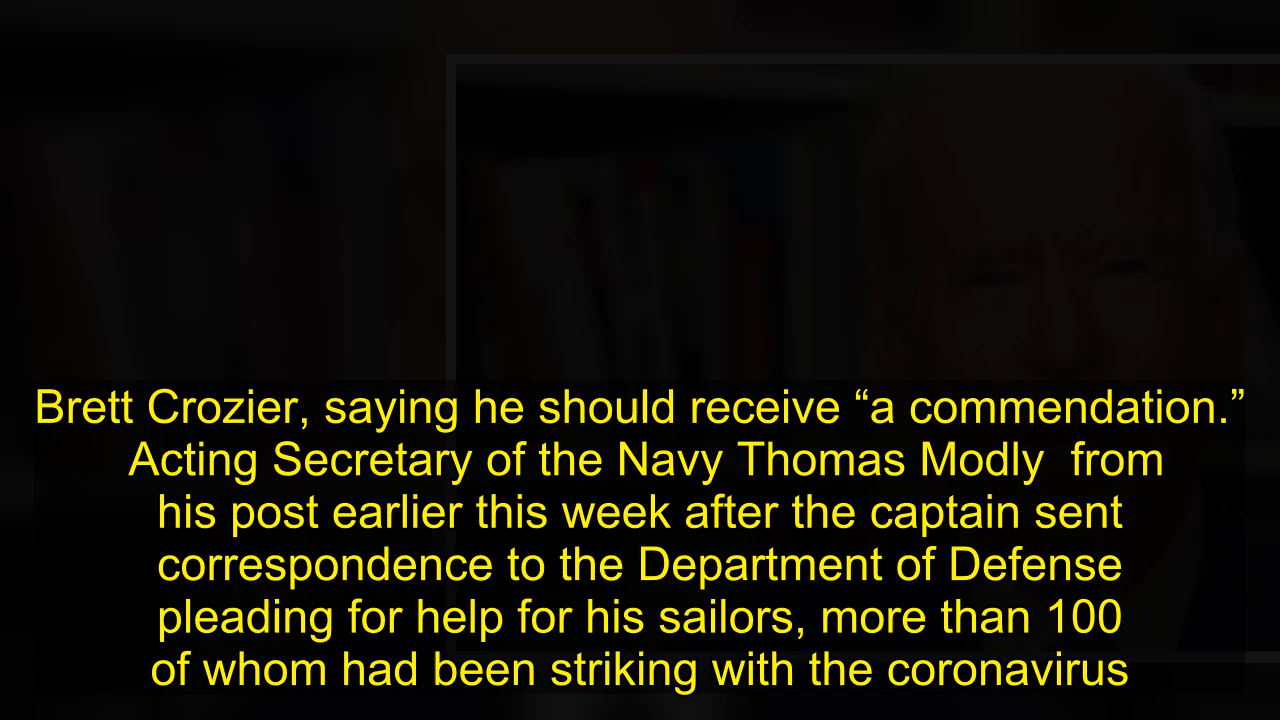 Brett Crozier, saying he should receive “a commendation.”
Acting Secretary of the Navy Thomas Modly  from
his post earlier this week after the captain sent
correspondence to the Department of Defense
pleading for help for his sailors, more than 100
of whom had been striking with the coronavirus